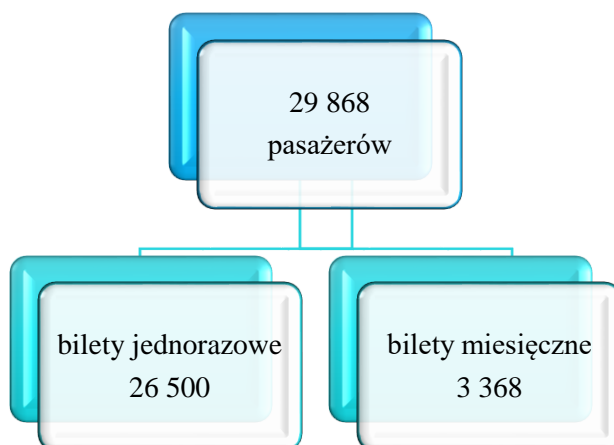 29 868
pasażerów
bilety jednorazowe
26 500
bilety miesięczne
3 368